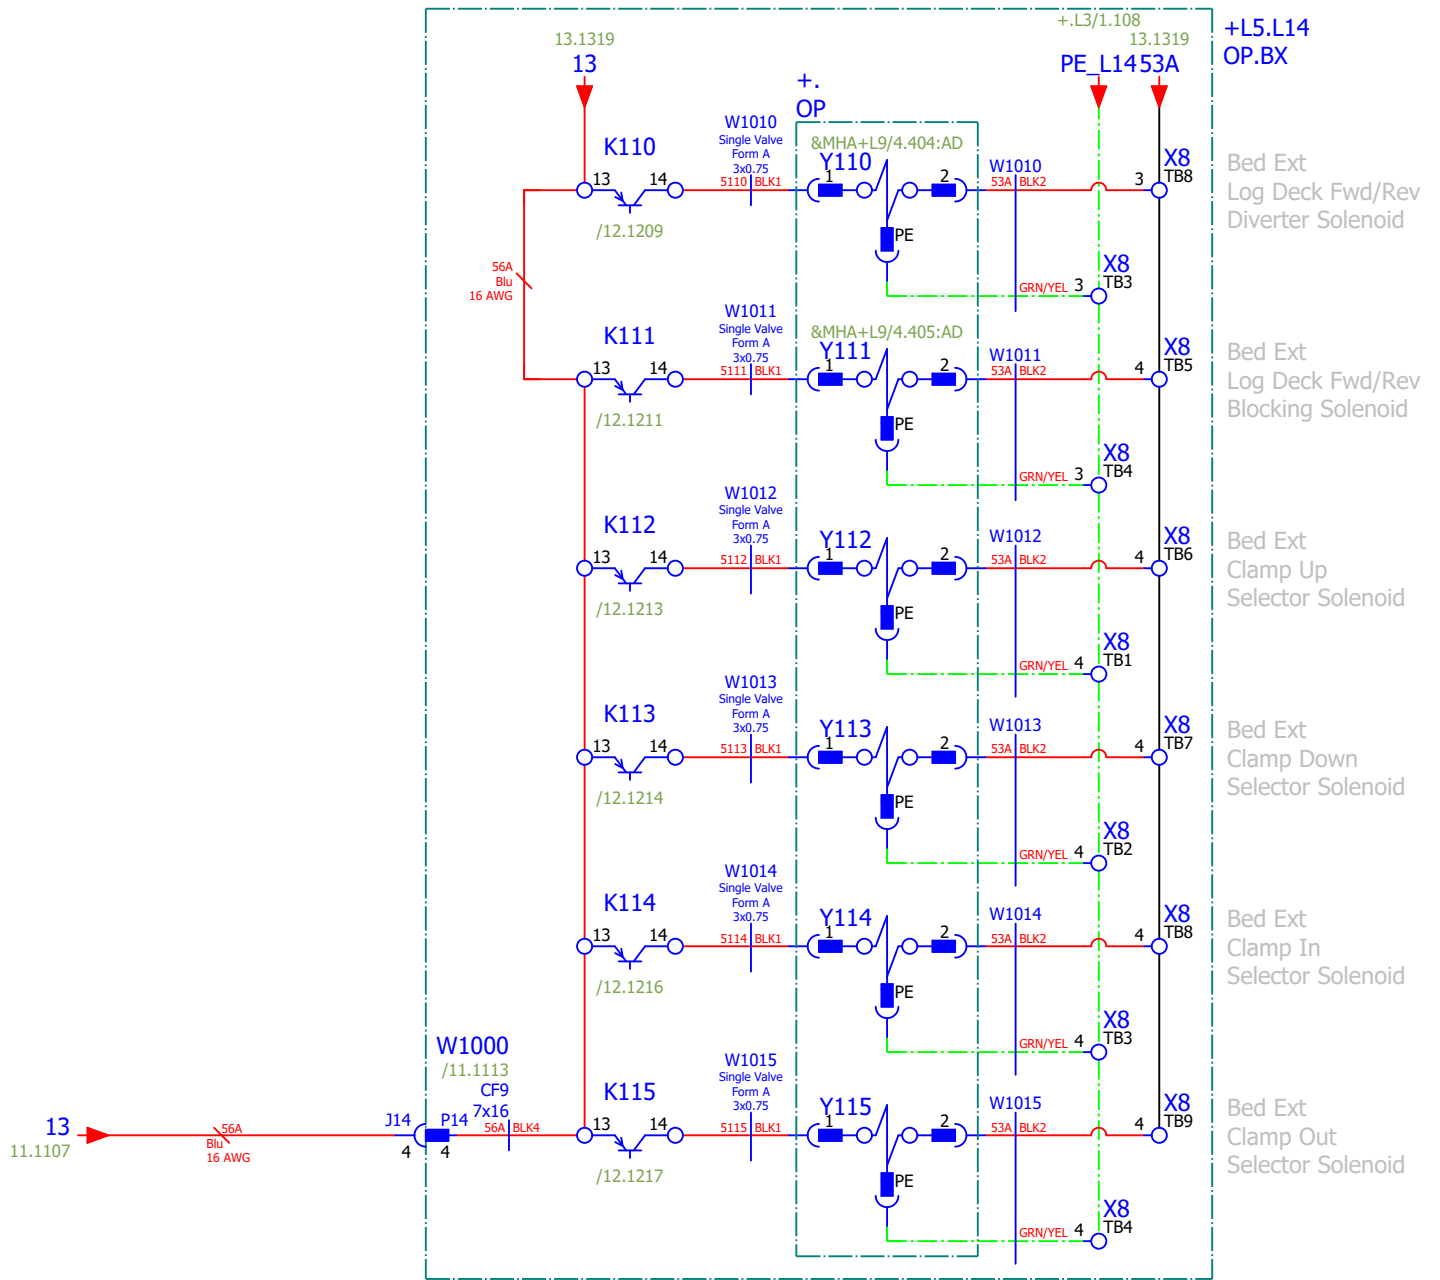 +.L3/1.108
+L5.L14
OP.BX
13.1319
13
13.1319
PE_L14
53A
+.
OP
K110
13
14
/12.1209
W1010
Single Valve
Form A
3x0.75
5110
BLK1
&MHA+L9/4.404:AD
Y110
1
2
PE
W1010
53A
BLK2
3
X8
TB8
GRN/YEL
3
X8
TB3
Bed Ext
Log Deck Fwd/Rev
Diverter Solenoid
56A
Blu
16 AWG
K111
13
14
/12.1211
W1011
Single Valve
Form A
3x0.75
5111
BLK1
&MHA+L9/4.405:AD
Y111
1
2
PE
W1011
53A
BLK2
4
X8
TB5
GRN/YEL
3
X8
TB4
Bed Ext
Log Deck Fwd/Rev
Blocking Solenoid
K112
13
14
/12.1213
W1012
Single Valve
Form A
3x0.75
5112
BLK1
Y112
1
2
PE
W1012
53A
BLK2
4
X8
TB6
GRN/YEL
4
X8
TB1
Bed Ext
Clamp Up
Selector Solenoid
K113
13
14
/12.1214
W1013
Single Valve
Form A
3x0.75
5113
BLK1
Y113
1
2
PE
W1013
53A
BLK2
4
X8
TB7
GRN/YEL
4
X8
TB2
Bed Ext
Clamp Down
Selector Solenoid
K114
13
14
/12.1216
W1014
Single Valve
Form A
3x0.75
5114
BLK1
Y114
1
2
PE
W1014
53A
BLK2
4
X8
TB8
GRN/YEL
4
X8
TB3
Bed Ext
Clamp In
Selector Solenoid
13
11.1107
56A
Blu
16 AWG
J14
4
P14
4
W1000
/11.1113
CF9
7x16
56A
BLK4
K115
13
14
/12.1217
W1015
Single Valve
Form A
3x0.75
5115
BLK1
Y115
1
2
PE
W1015
53A
BLK2
4
X8
TB9
GRN/YEL
4
X8
TB4
Bed Ext
Clamp Out
Selector Solenoid